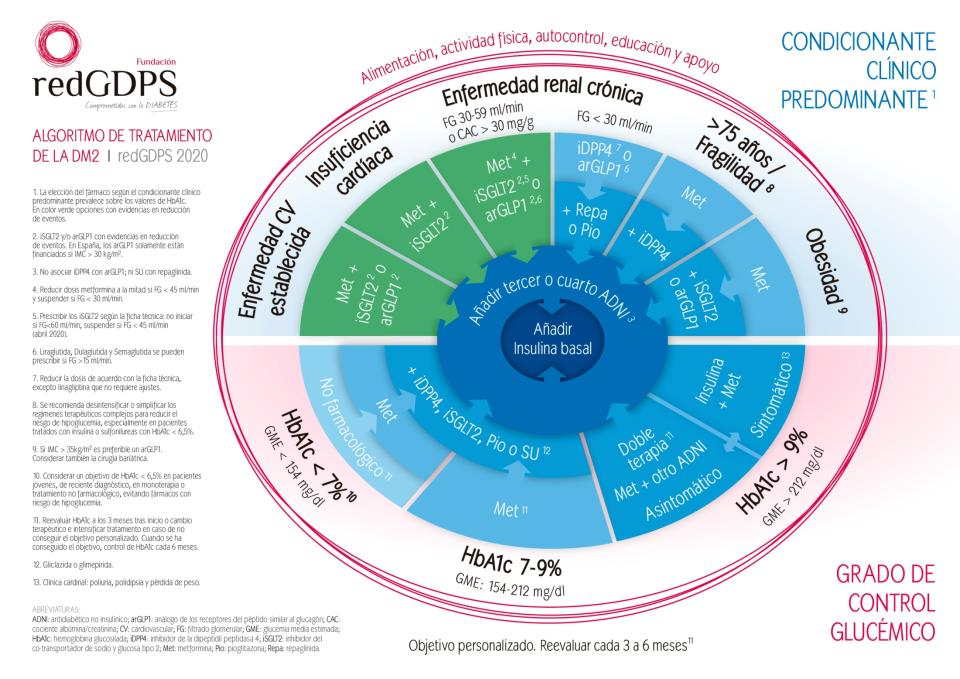 Fundación
redGDPS
Comprometidos con la DIABETES
ALGORITMO DE TRATAMIENTO
DE LA DM2 | redGDPS 2020
1. La elección del fármaco según el condicionante clínico
predominante prevalece sobre los valores de HbA1c.
En color verde opciones con evidencias en reducción
de eventos.
2. iSGLT2 y/o arGLP1 con evidencias en reducción
de eventos. En España, los arGLP1 solamente están
financiados si IMC > 30 kg/m².
3. No asociar iDPP4 con arGLP1; ni SU con repaglinida.
4. Reducir dosis metformina a la mitad si FG < 45 ml/min
y suspender si FG < 30 ml/min.
5. Prescribir los iSGLT2 según la ficha técnica: no iniciar
si FG<60 ml/min, suspender si FG < 45 ml/min
(abril 2020).
6. Liraglutida, Dulaglutida y Semaglutida se pueden
prescribir si FG >15 ml/min.
7. Reducir la dosis de acuerdo con la ficha técnica,
excepto linagliptina que no requiere ajustes.
8. Se recomienda desintensificar o simplificar los
regímenes terapéuticos complejos para reducir el
riesgo de hipoglucemia, especialmente en pacientes
tratados con insulina o sulfonilureas con HbA1c < 6,5%.
9. Si IMC > 35kg/m² es preferible un arGLP1.
Considerar también la cirugía bariátrica.
10. Considerar un objetivo de HbA1c < 6,5% en pacientes
jóvenes, de reciente diagnóstico, en monoterapia o
tratamiento no farmacológico, evitando fármacos con
riesgo de hipoglucemia.
11. Reevaluar HbA1c a los 3 meses tras inicio o cambio
terapéutico e intensificar tratamiento en caso de no
conseguir el objetivo personalizado. Cuando se ha
conseguido el objetivo, control de HbA1c cada 6 meses.
12. Gliclazida o glimepirida.
13. Clínica cardinal: poliuria, polidipsia y pérdida de peso.
ABREVIATURAS:
ADNI: antidiabético no insulínico; arGLP1: análogo de los receptores del péptido similar al glucagón; CAC:
cociente albúmina/creatinina; CV: cardiovascular; FG: filtrado glomerular; GME: glucemia media estimada;
HbA1c: hemoglobina glucosilada; iDPP4: inhibidor de la dipeptidil peptidasa 4; iSGLT2: inhibidor del
co-transportador de sodio y glucosa tipo 2; Met: metformina; Pio: pioglitazona; Repa: repaglinida.
Alimentación, actividad física, autocontrol, educación y apoyo
CONDICIONANTE
CLÍNICO
PREDOMINANTE 1
Enfermedad CV
establecida
Insuficiencia
cardíaca
Enfermedad renal crónica
FG 30-59 ml/min
o CAC > 30 mg/g
FG < 30 ml/min
>75 años /
Fragilidad 8
Obesidad 9
Met +
iSGLT2 2 o
arGLP1 2
Met +
iSGLT2 2
Met4 +
iSGLT2 2,5 o
arGLP1 2,6
iDPP4 7 o
arGLP1 6
+ Repa
o Pio
Met
+ iDPP4
Met
+ iSGLT2
o arGLP1
Añadir tercer o cuarto ADNI 3
Añadir
Insulina basal
No farmacológico 11
Met
+ iDPP4, iSGLT2, Pio o SU 12
Met 11
Doble
terapia 11
Met + otro ADNI
Asintomático
Insulina
+ Met
Sintomático 13
HbA1c < 7% 10
GME < 154 mg/dl
HbA1c 7-9%
GME: 154-212 mg/dl
HbA1c > 9%
GME > 212 mg/dl
GRADO DE
CONTROL
GLUCÉMICO
Objetivo personalizado. Reevaluar cada 3 a 6 meses11